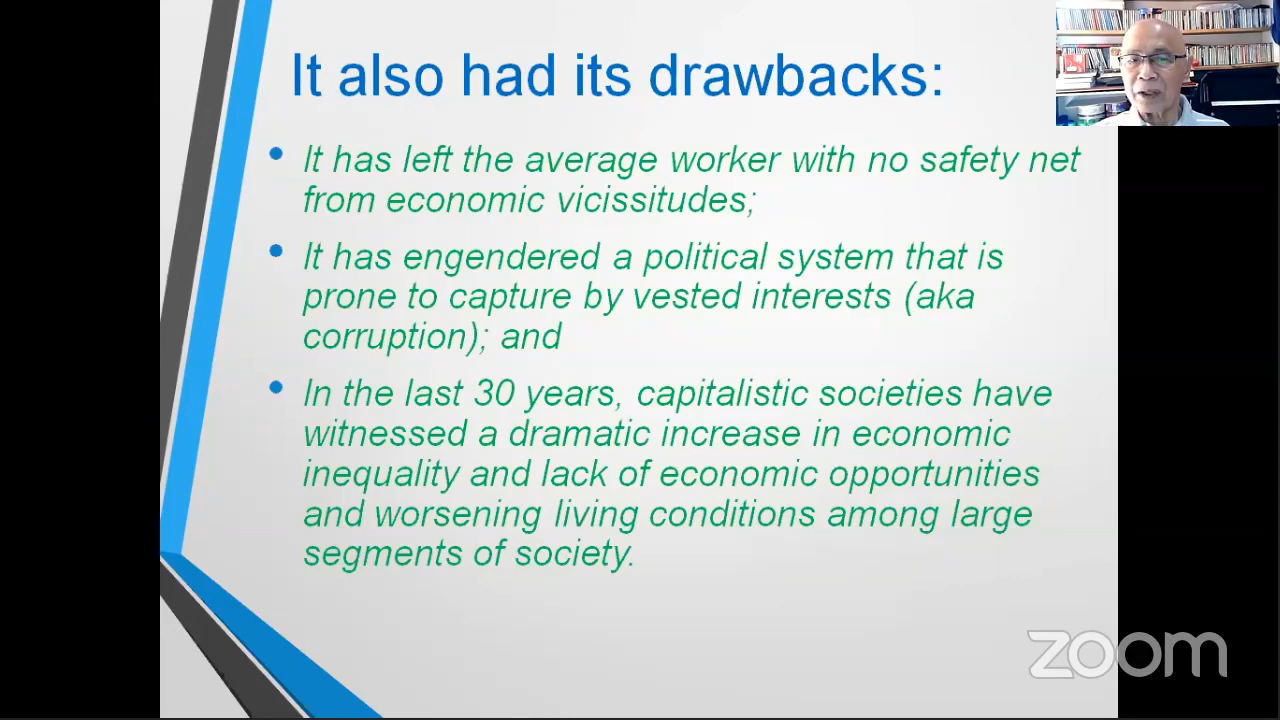 It also had its drawbacks:
It has left the average worker with no safety net
from economic vicissitudes;
It has engendered a political system that is
prone to capture by vested interests (aka
corruption); and
In the last 30 years, capitalistic societies have
witnessed a dramatic increase in economic
inequality and lack of economic opportunities
and worsening living conditions among large
segments of society.
zoom